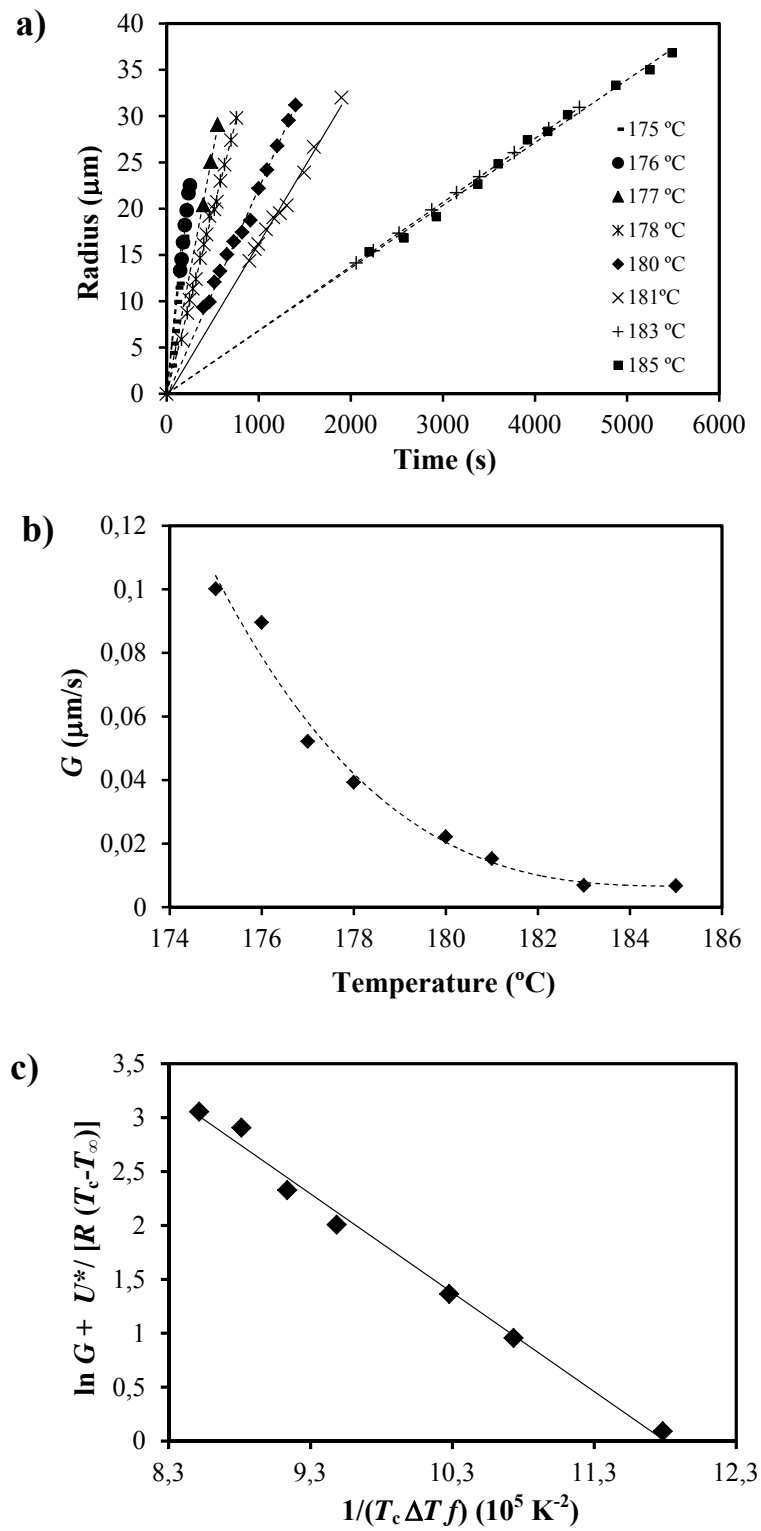 a)
40
35
30
25
20
15
10
5
0
Radius (μm)
0 1000 2000 3000 4000 5000 6000
Time (s)
175 ºC
176 ºC
177 ºC
178 ºC
180 ºC
181ºC
183 ºC
185 ºC
b)
0,12
0,1
0,08
0,06
0,04
0,02
0
G (μm/s)
174 176 178 180 182 184 186
Temperature (ºC)
c)
3,5
3
2,5
2
1,5
1
0,5
0
ln G + U*/ [R (Tc-T∞)]
8,3 9,3 10,3 11,3 12,3
1/(Tc ΔT f) (10⁵ K⁻²)